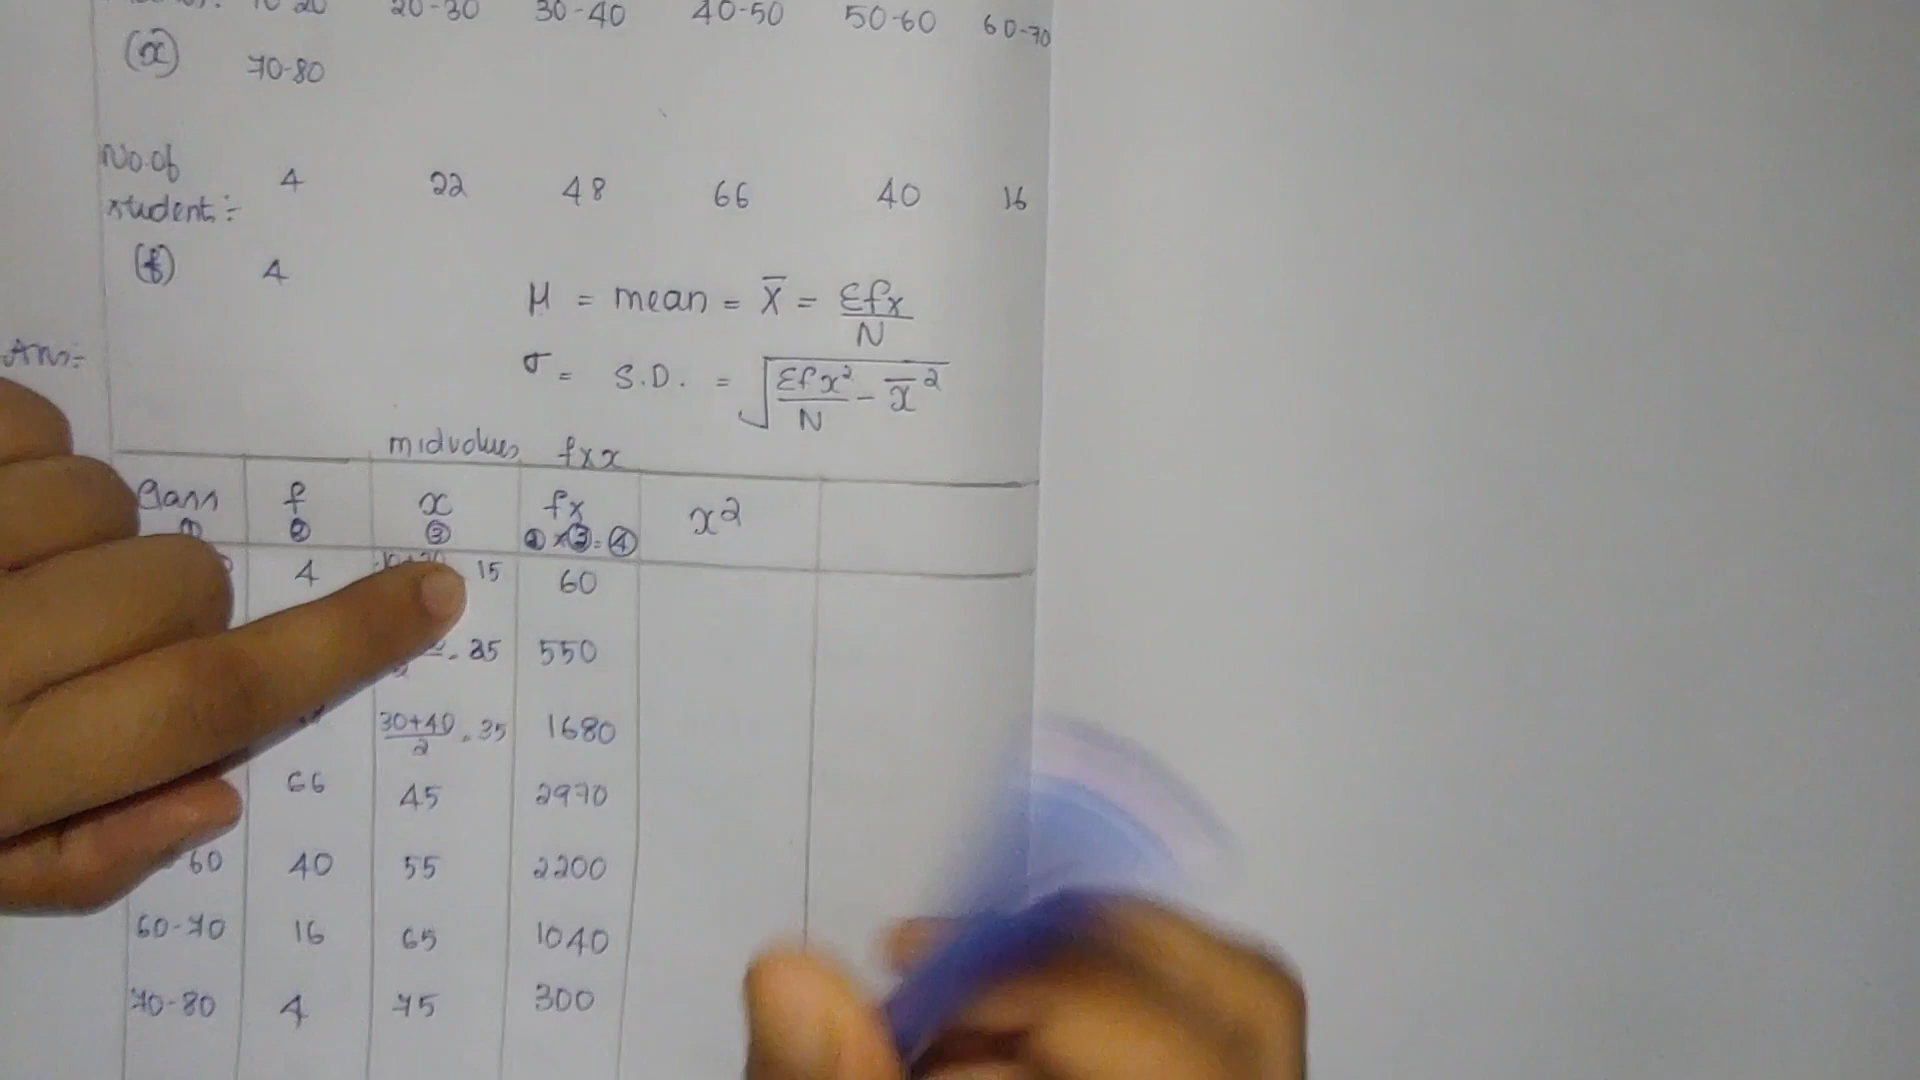 10-20 20-30 30-40 40-50 50-60 60-70
(x) 70-80
No.of 4 22 48 66 40 16
student :-
(f) 4
μ = mean = x̄ = Σfx/N
Ans:-
σ = S.D. = √(Σfx²/N - x̄²)
midvalues f×x
Class f x fx x²
① ② ③ ②×③=④
4 15 60
25 550
30+40/2 = 35 1680
66 45 2970
60 40 55 2200
60-70 16 65 1040
70-80 4 75 300